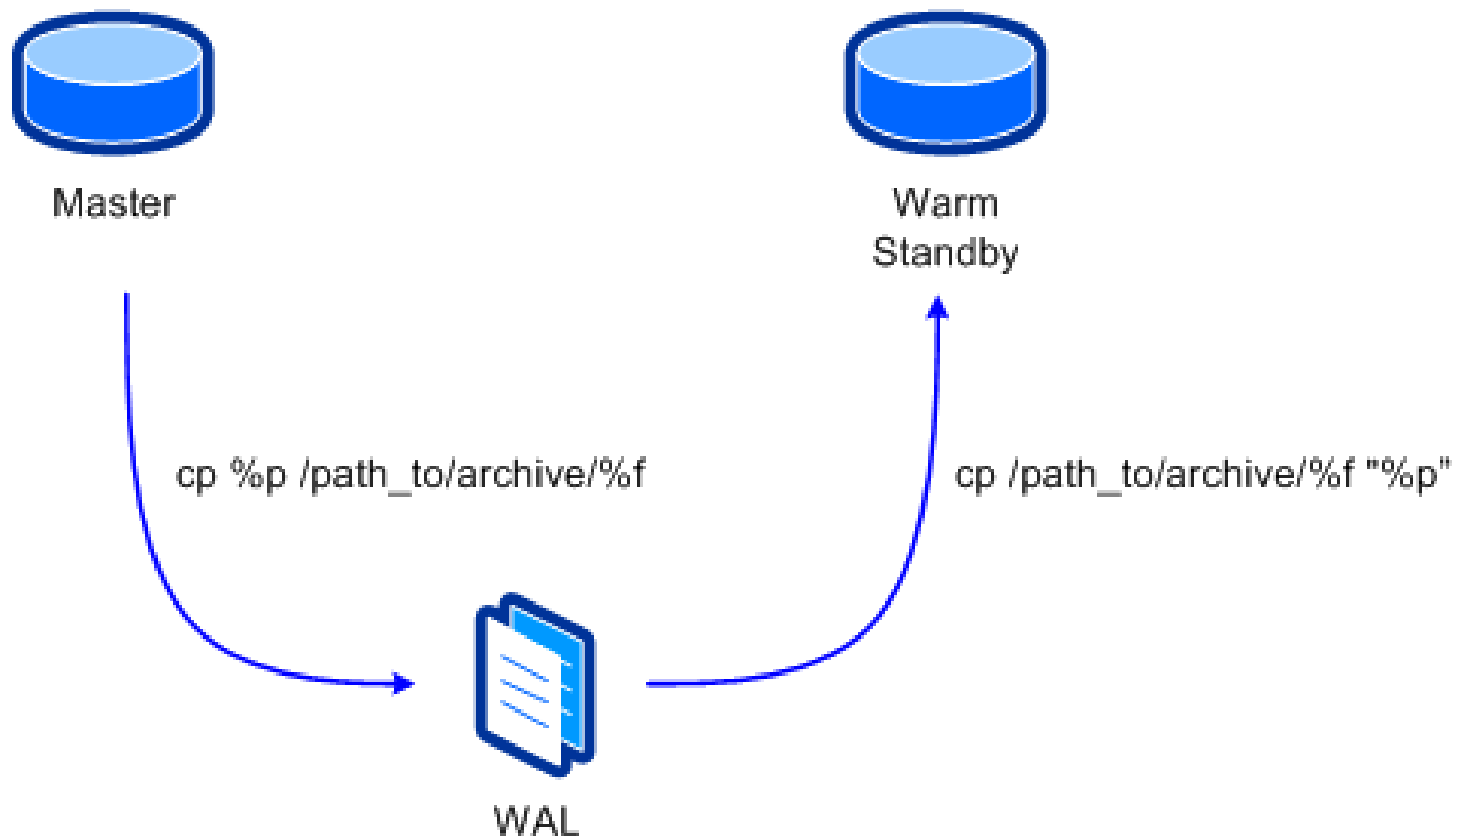 Master
Warm
Standby
cp %p /path_to/archive/%f
cp /path_to/archive/%f "%p"
WAL